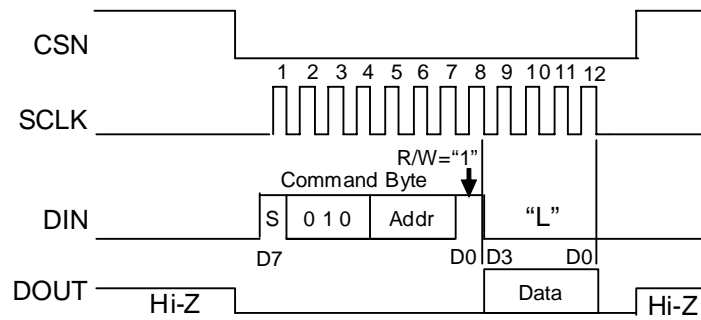 CSN
1 2 3 4 5 6 7 8 9 10 11 12
SCLK
R/W="1"
Command Byte
DIN S 0 1 0 Addr "L"
D7 D0 D3 D0
DOUT Hi-Z Data Hi-Z